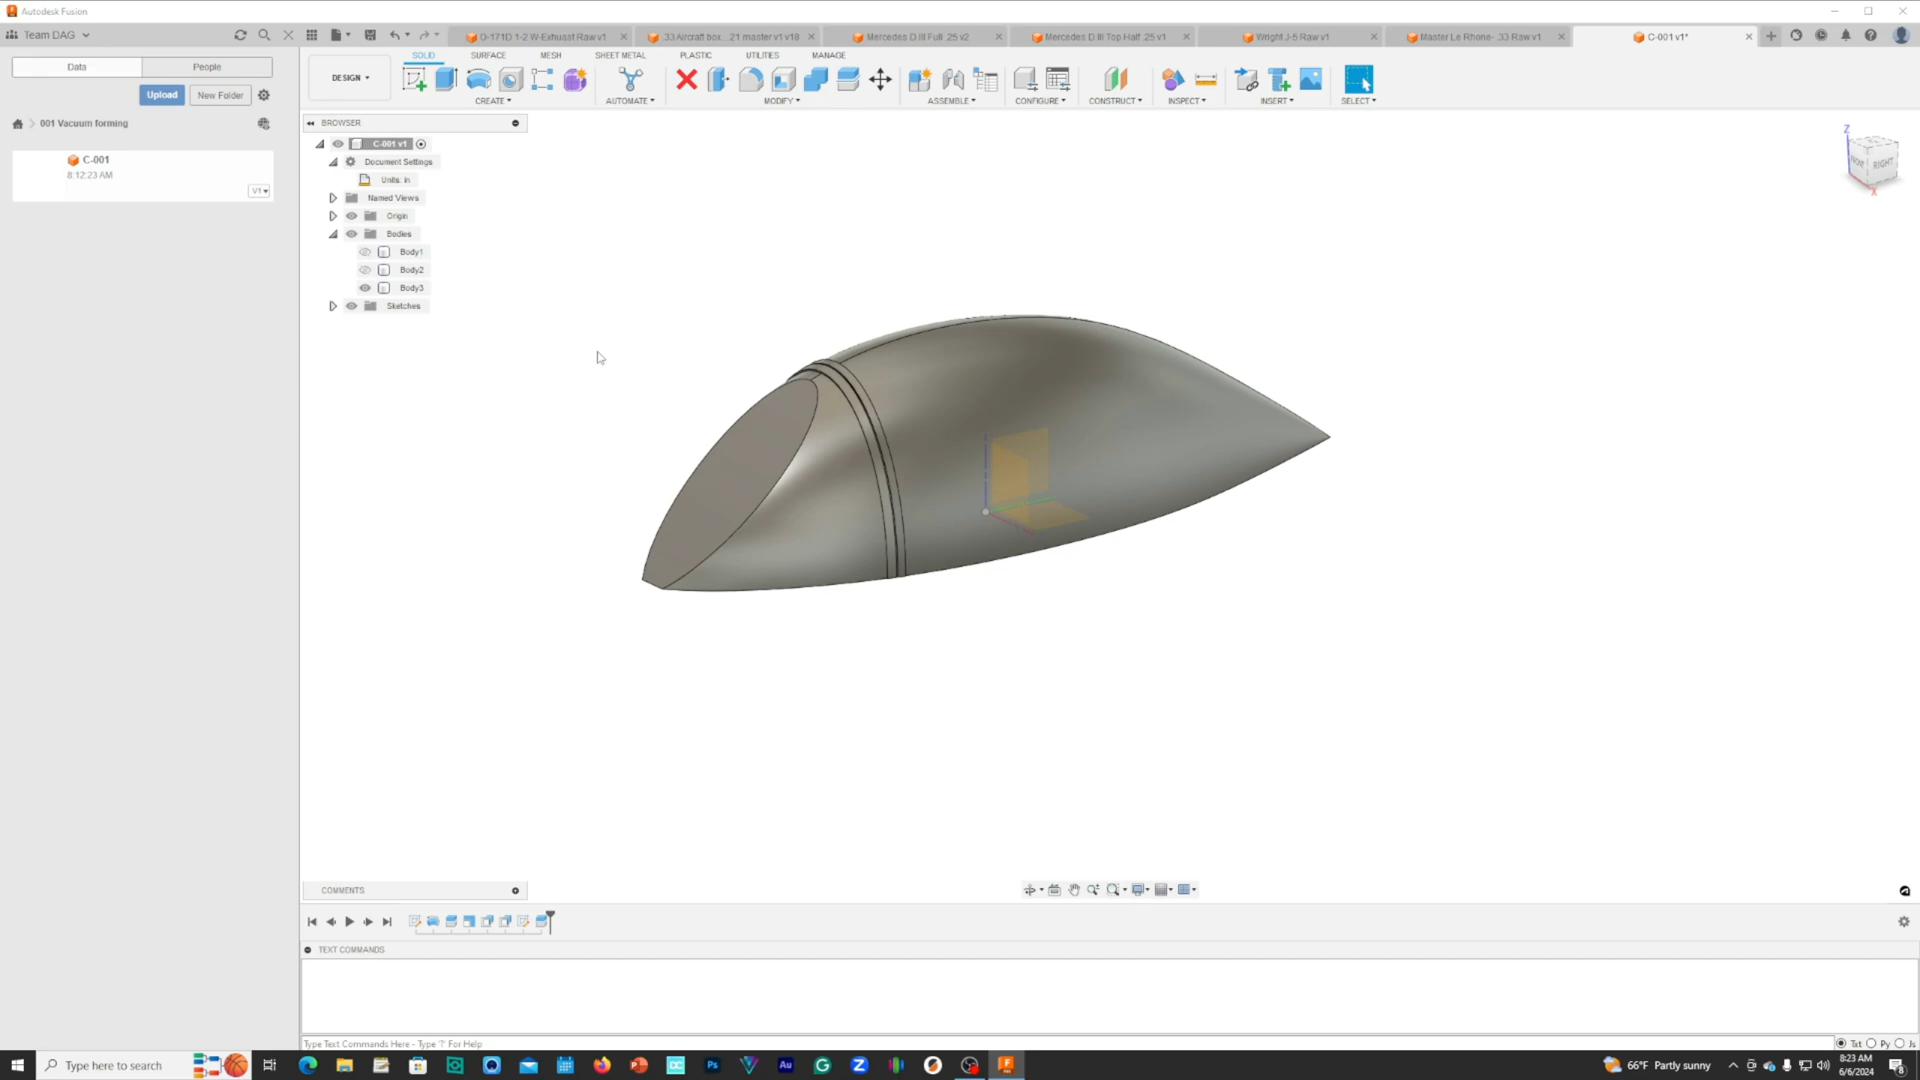 Autodesk Fusion
Team DAG
0-171D 1-2 W-Exhuast Raw v1
.33 Aircraft box...21 master v1 v18
Mercedes D.III Full .25 v2
Mercedes D.III Top Half .25 v1
Wright J-5 Raw v1
Master Le Rhone- .33 Raw v1
C-001 v1*
Data
People
SOLID
SURFACE
MESH
SHEET METAL
PLASTIC
UTILITIES
MANAGE
DESIGN
Upload
New Folder
CREATE
AUTOMATE
MODIFY
ASSEMBLE
CONFIGURE
CONSTRUCT
INSPECT
INSERT
SELECT
001 Vacuum forming
BROWSER
C-001
8:12:23 AM
V1
C-001 v1
Document Settings
Units: in
Named Views
Origin
Bodies
Body1
Body2
Body3
Sketches
Z
RIGHT
X
COMMENTS
TEXT COMMANDS
Type Text Commands Here - Type '?' For Help
Txt
Py
Js
Type here to search
66°F Partly sunny
8:23 AM
6/6/2024